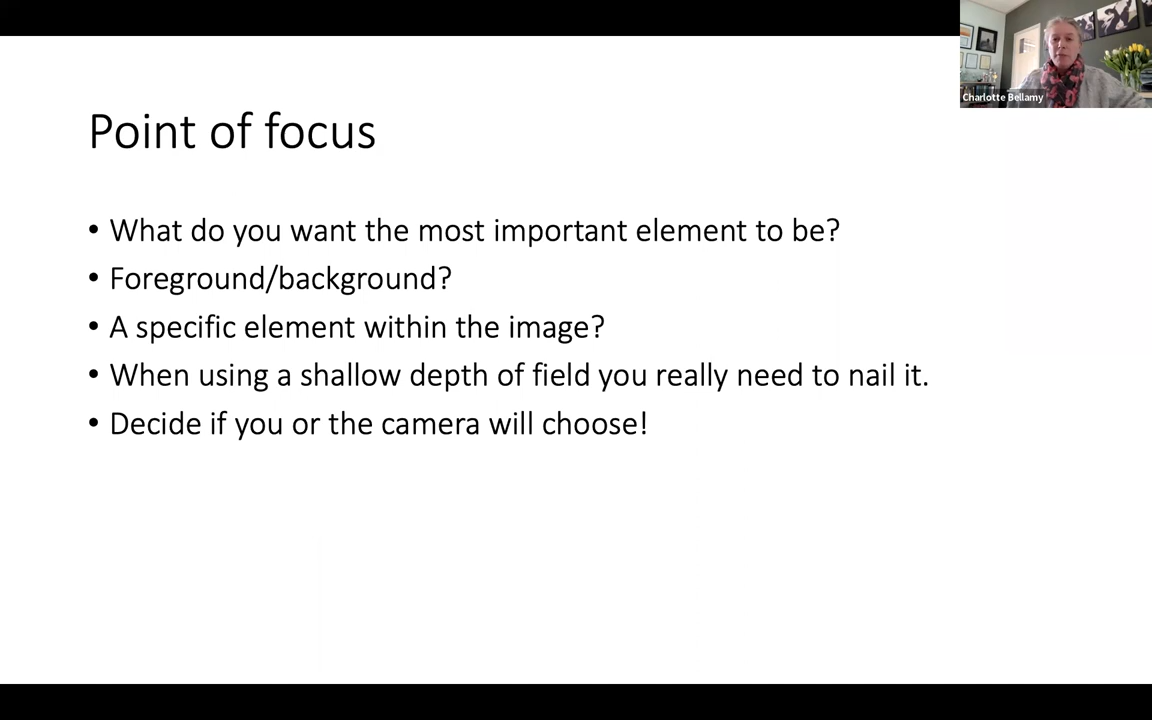 Point of focus
• What do you want the most important element to be?
• Foreground/background?
• A specific element within the image?
• When using a shallow depth of field you really need to nail it.
• Decide if you or the camera will choose!
Charlotte Bellamy